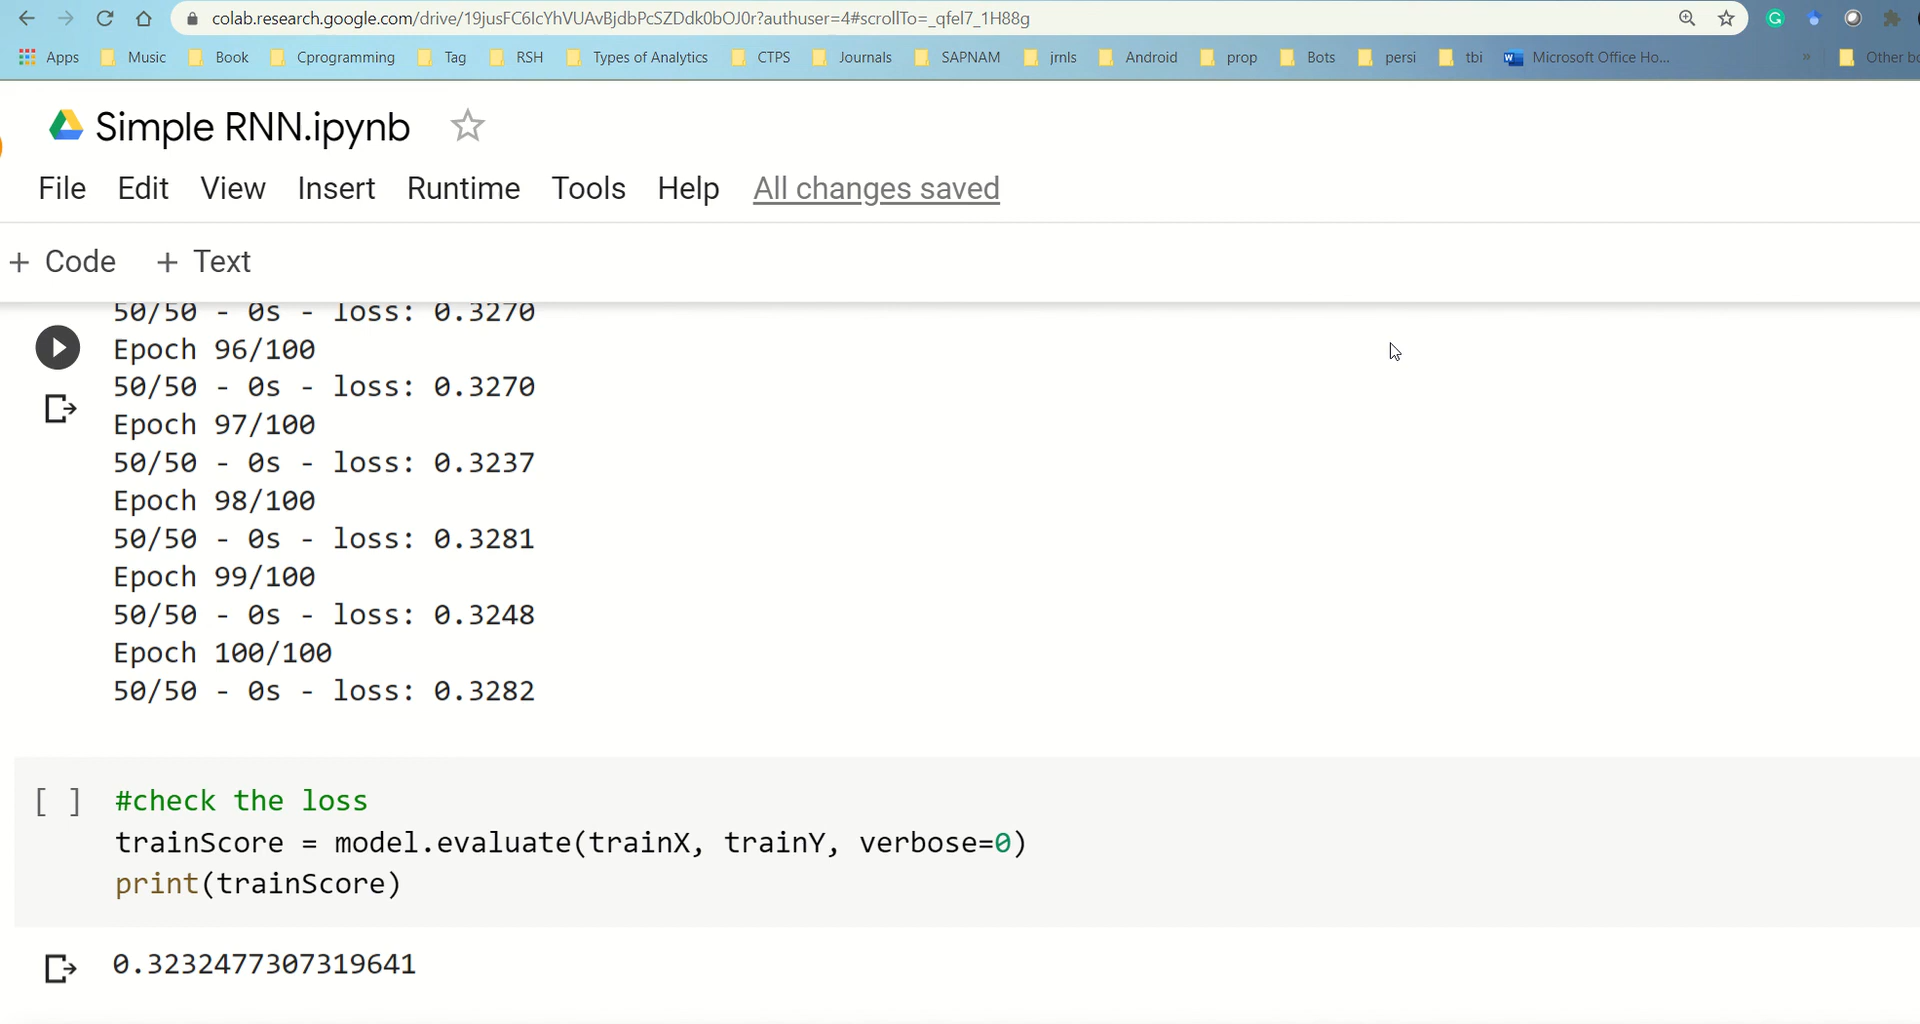 colab.research.google.com/drive/19jusFC6IcYhVUAvBjdbPcSZDdk0bOJ0r?authuser=4#scrollTo=_qfel7_1H88g
Apps Music Book Cprogramming Tag RSH Types of Analytics CTPS Journals SAPNAM jrnls Android prop Bots persi tbi Microsoft Office Ho... » Other bo
Simple RNN.ipynb
File Edit View Insert Runtime Tools Help All changes saved
+ Code + Text
50/50 - 0s - loss: 0.3270
Epoch 96/100
50/50 - 0s - loss: 0.3270
Epoch 97/100
50/50 - 0s - loss: 0.3237
Epoch 98/100
50/50 - 0s - loss: 0.3281
Epoch 99/100
50/50 - 0s - loss: 0.3248
Epoch 100/100
50/50 - 0s - loss: 0.3282
[ ] #check the loss
trainScore = model.evaluate(trainX, trainY, verbose=0)
print(trainScore)
0.3232477307319641